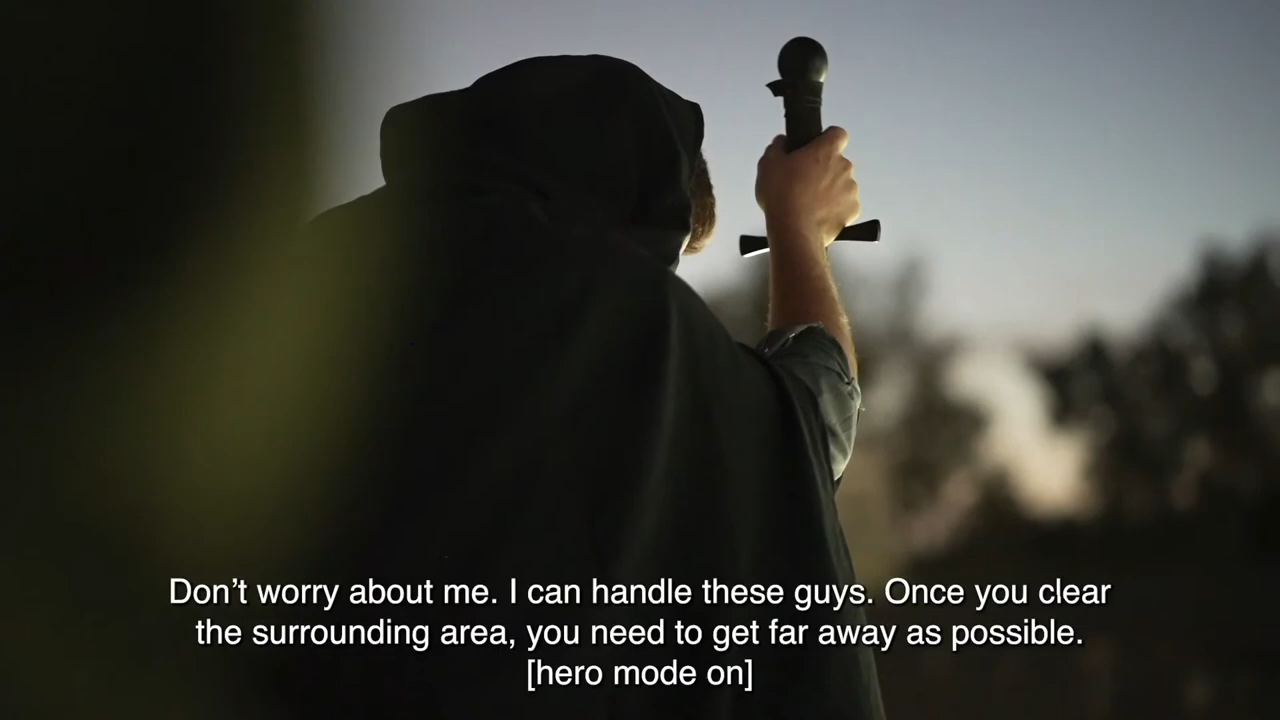 Don’t worry about me. I can handle these guys. Once you clear
the surrounding area, you need to get far away as possible.
[hero mode on]